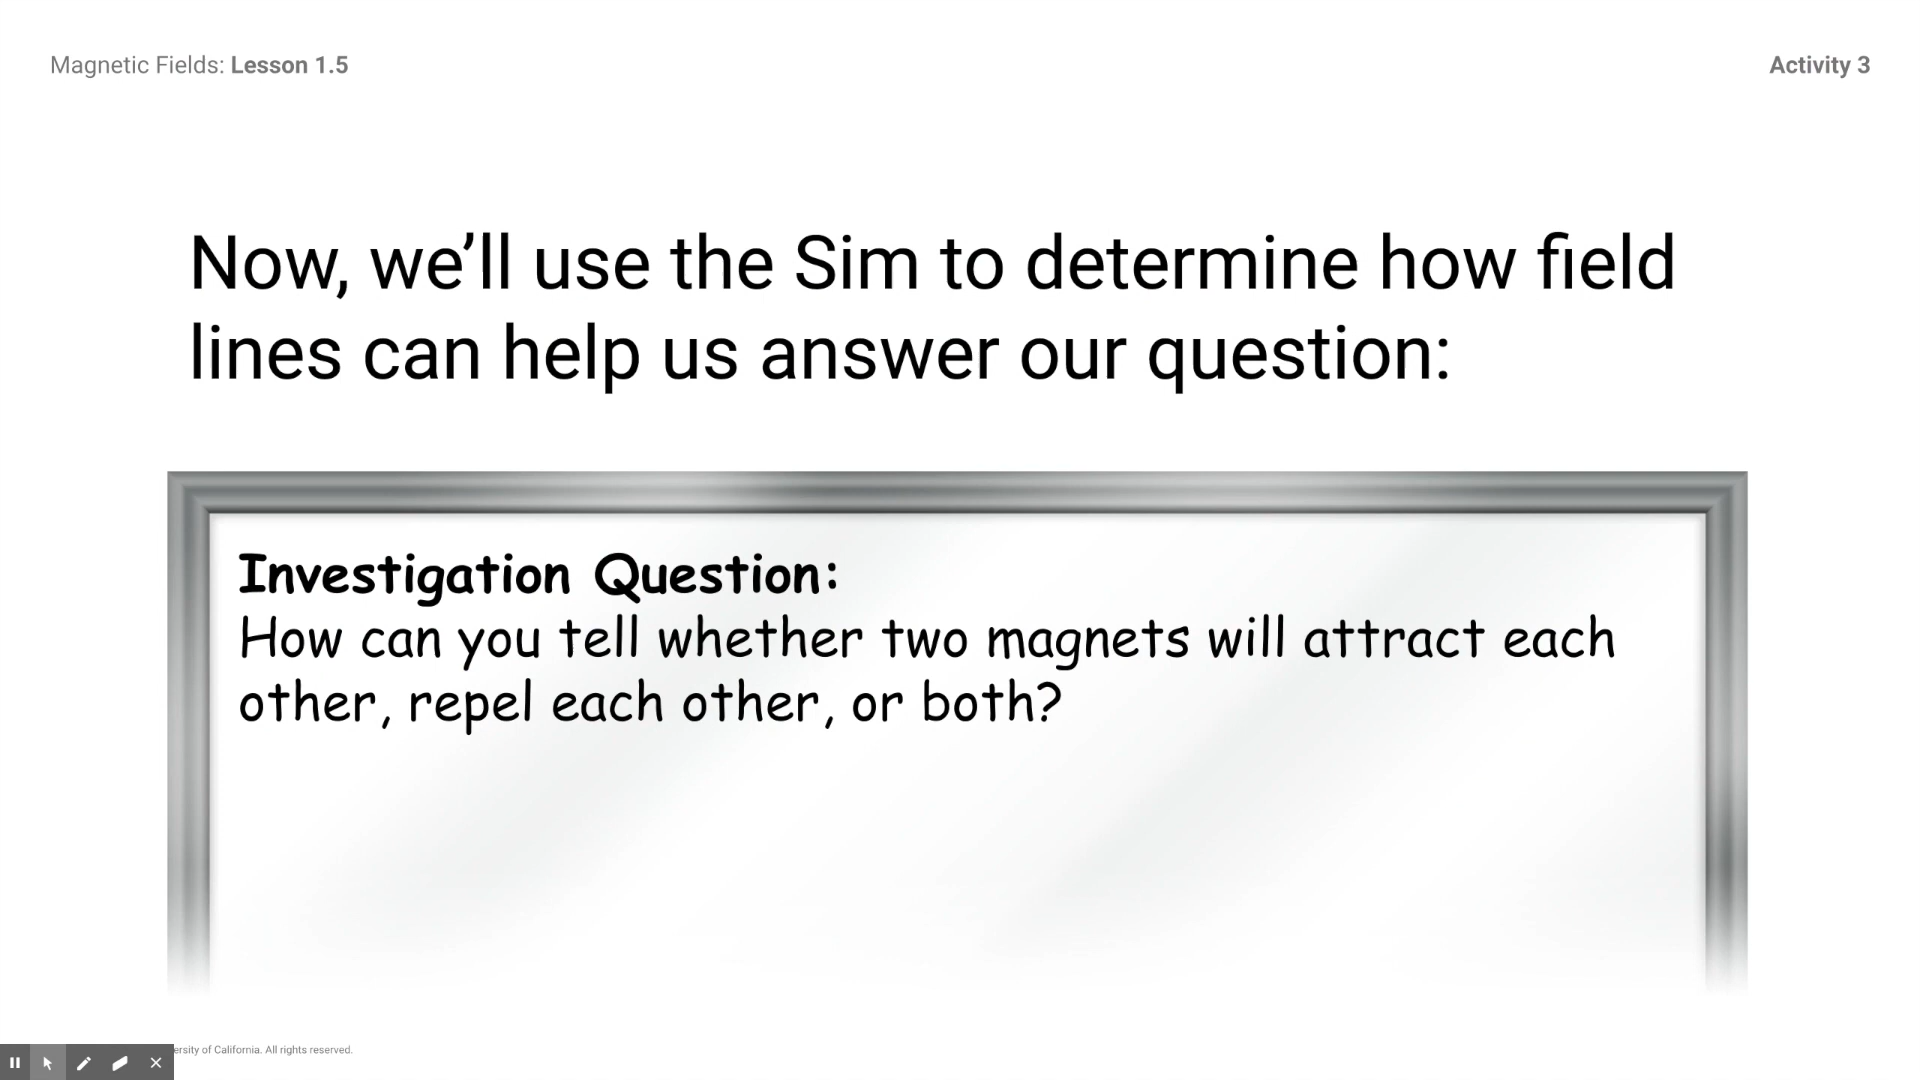 Magnetic Fields: Lesson 1.5
Activity 3
Now, we’ll use the Sim to determine how field
lines can help us answer our question:
Investigation Question:
How can you tell whether two magnets will attract each
other, repel each other, or both?
of California. All rights reserved.